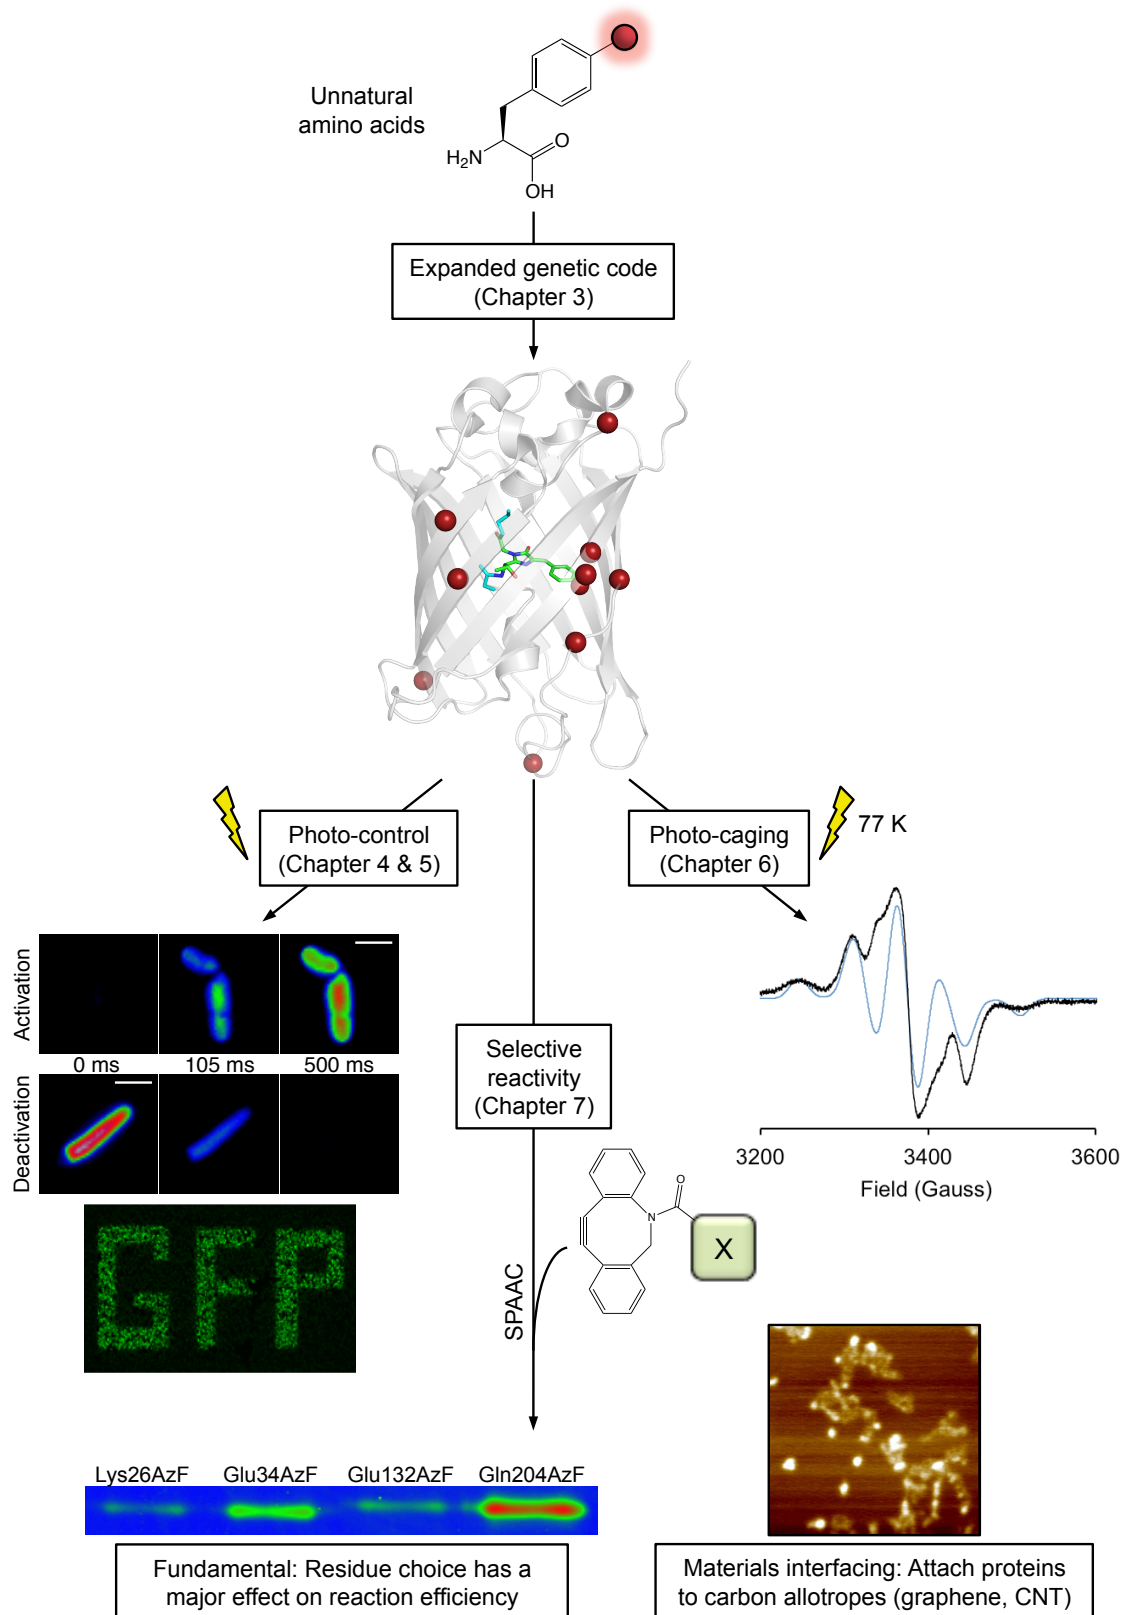 Unnatural
amino acids
H₂N
O
OH
Expanded genetic code
(Chapter 3)
Photo-control
(Chapter 4 & 5)
Photo-caging
(Chapter 6)
77 K
Activation
0 ms
105 ms
500 ms
Deactivation
GFP
Selective
reactivity
(Chapter 7)
3200
3400
3600
Field (Gauss)
O
N
X
SPAAC
Lys26AzF
Glu34AzF
Glu132AzF
Gln204AzF
Fundamental: Residue choice has a
major effect on reaction efficiency
Materials interfacing: Attach proteins
to carbon allotropes (graphene, CNT)